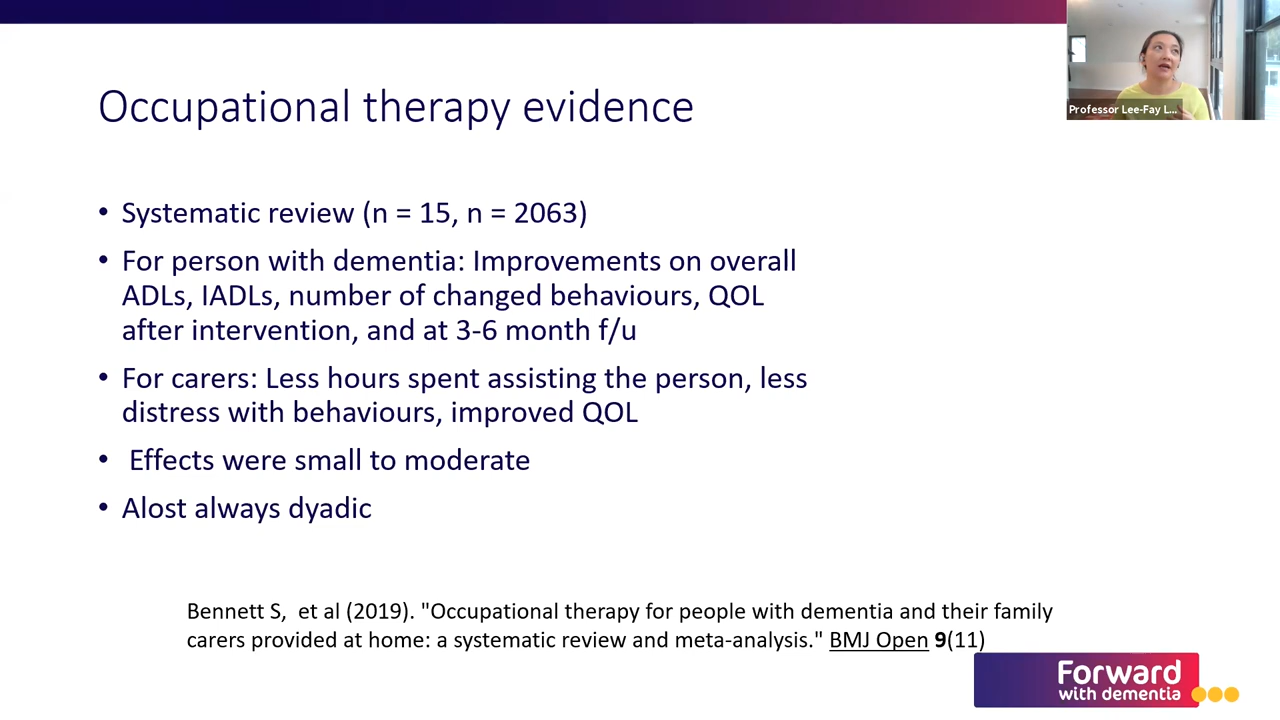 Professor Lee-Fay L...
Occupational therapy evidence
• Systematic review (n = 15, n = 2063)
• For person with dementia: Improvements on overall
ADLs, IADLs, number of changed behaviours, QOL
after intervention, and at 3-6 month f/u
• For carers: Less hours spent assisting the person, less
distress with behaviours, improved QOL
• Effects were small to moderate
• Alost always dyadic
Bennett S, et al (2019). "Occupational therapy for people with dementia and their family
carers provided at home: a systematic review and meta-analysis." BMJ Open 9(11)
Forward
with dementia